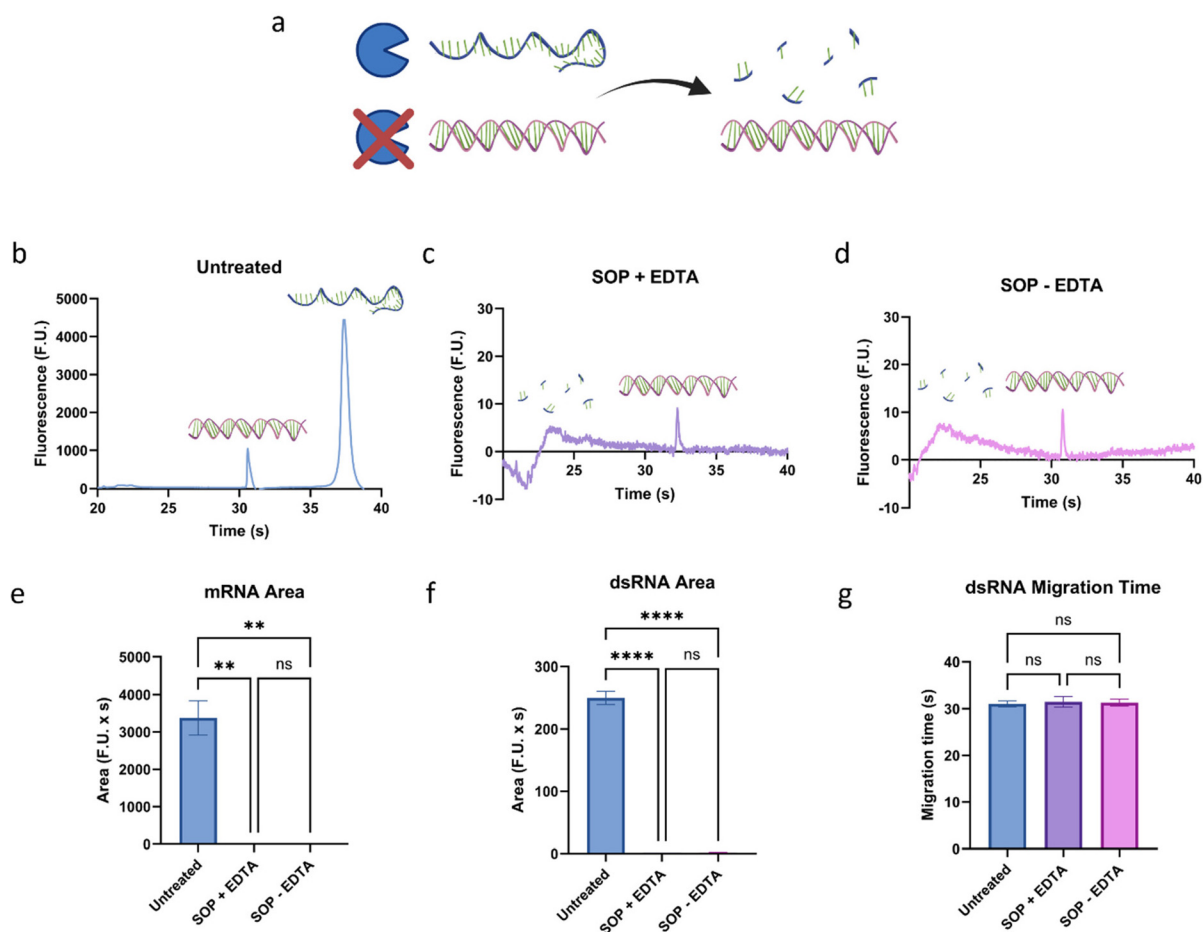 a
b
Untreated
5000
4000
3000
2000
1000
0
Fluorescence (F.U.)
20 25 30 35 40
Time (s)
c
SOP + EDTA
30
20
10
0
-10
Fluorescence (F.U.)
25 30 35 40
Time (s)
d
SOP - EDTA
30
20
10
0
-10
Fluorescence (F.U.)
25 30 35 40
Time (s)
e
mRNA Area
**
** ns
5000
4000
3000
2000
1000
0
Area (F.U. x s)
Untreated
SOP + EDTA
SOP - EDTA
f
dsRNA Area
****
**** ns
300
200
100
0
Area (F.U. x s)
Untreated
SOP + EDTA
SOP - EDTA
g
dsRNA Migration Time
ns
ns ns
40
30
20
10
0
Migration time (s)
Untreated
SOP + EDTA
SOP - EDTA